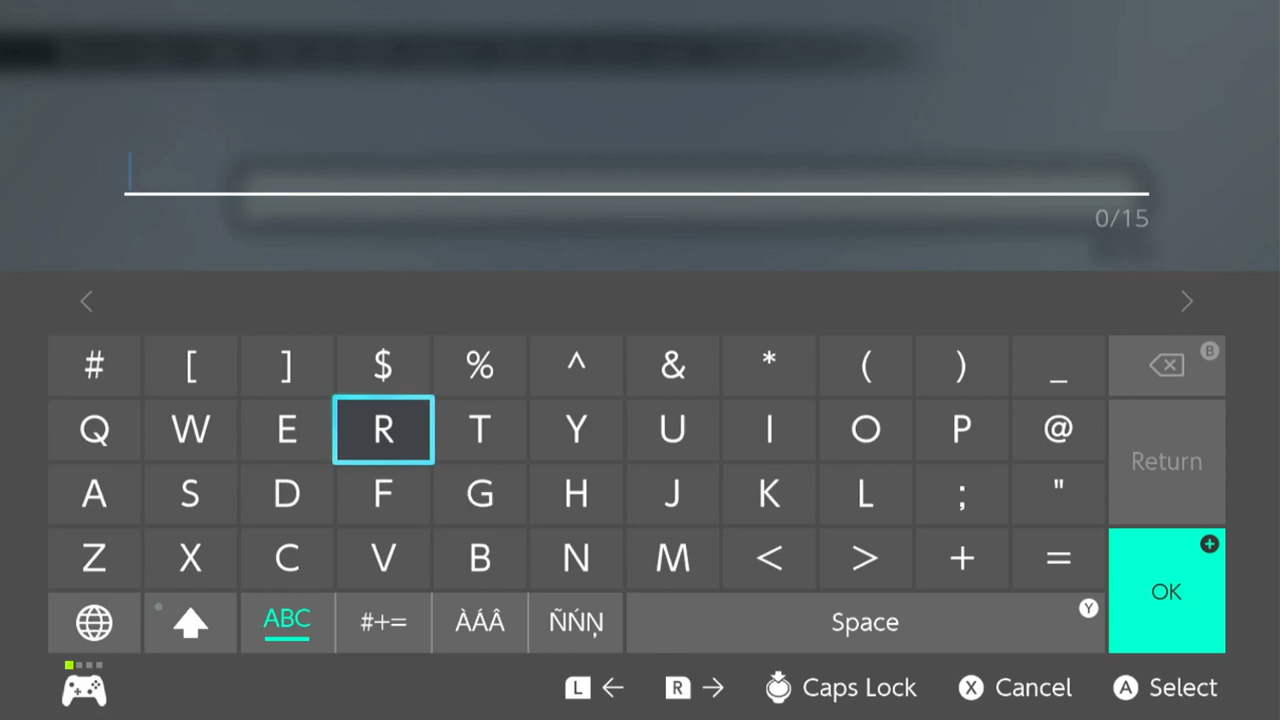 0/15
# [ ] $ % ^ & * ( ) _ B
Q W E R T Y U I O P @ Return
A S D F G H J K L ; "
Z X C V B N M < > + = + OK
ABC #+= ÀÁÂ ÑŃŅ Space Y
L ← R → Caps Lock X Cancel A Select